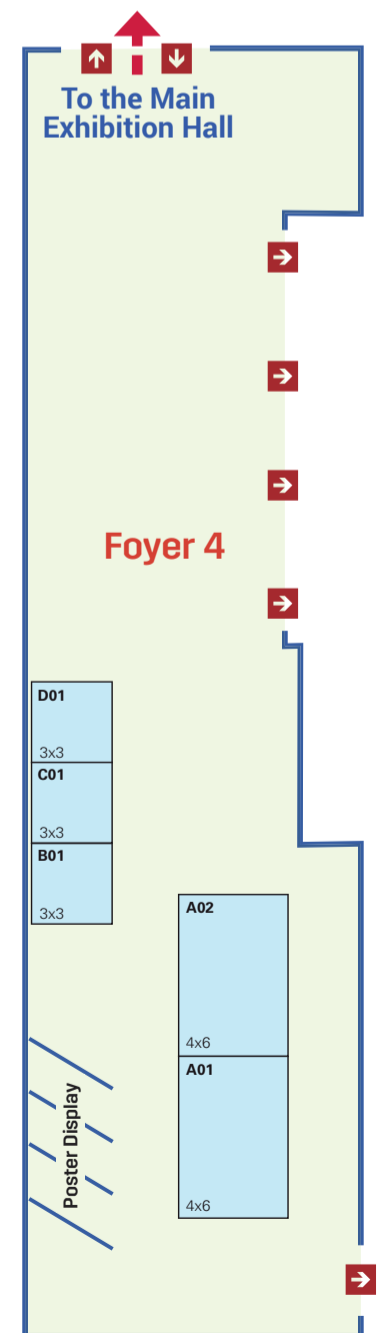 To the Main
Exhibition Hall
Foyer 4
D01
3x3
C01
3x3
B01
3x3
A02
4x6
A01
4x6
Poster Display